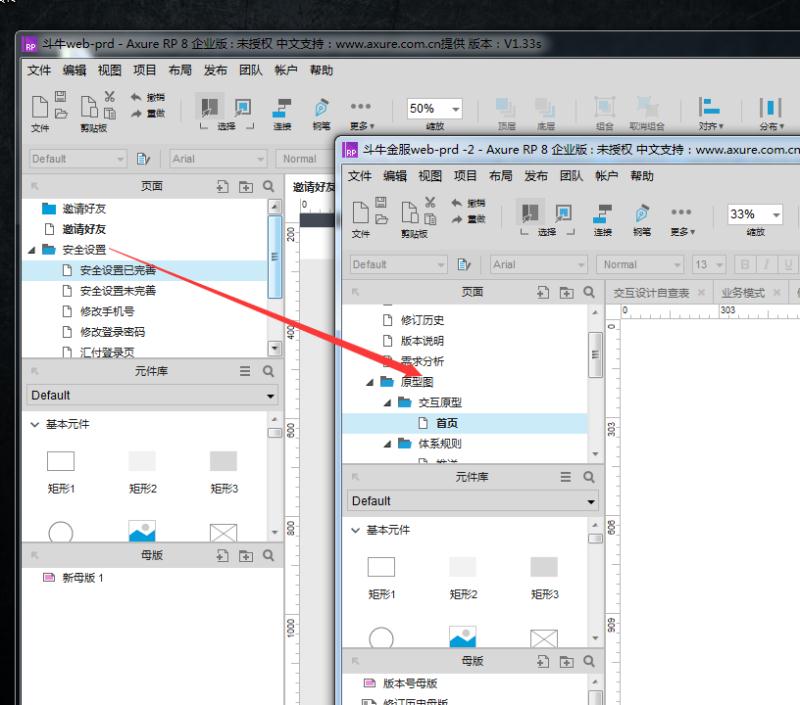 斗牛web-prd - Axure RP 8 企业版 : 未授权 中文支持：www.axure.com.cn提供 版本：V1.33s
文件 编辑 视图 项目 布局 发布 团队 帐户 帮助
撤销
重做
文件 剪贴板 选择 连接 钢笔 更多▾
50%
缩放
顶层 底层 组合 取消组合 对齐▾ 分布▾
Default Arial Normal
页面
邀请好友
邀请好友
安全设置
安全设置已完善
安全设置未完善
修改手机号
修改登录密码
汇付登录页
元件库
Default
基本元件
矩形1 矩形2 矩形3
母版
新母版 1
邀请好友
0
200
400
600
800
1000
斗牛金服web-prd -2 - Axure RP 8 企业版 : 未授权 中文支持：www.axure.com.cn
文件 编辑 视图 项目 布局 发布 团队 帐户 帮助
撤销
重做
文件 剪贴板 选择 连接 钢笔 更多▾
33%
缩放
Default Arial Normal 13 B I U
页面
修订历史
版本说明
需求分析
原型图
交互原型
首页
体系规则
元件库
Default
基本元件
矩形1 矩形2 矩形3
母版
版本号母版
修订历史母版
交互设计自查表 业务模式
0 303
0
303
606
909